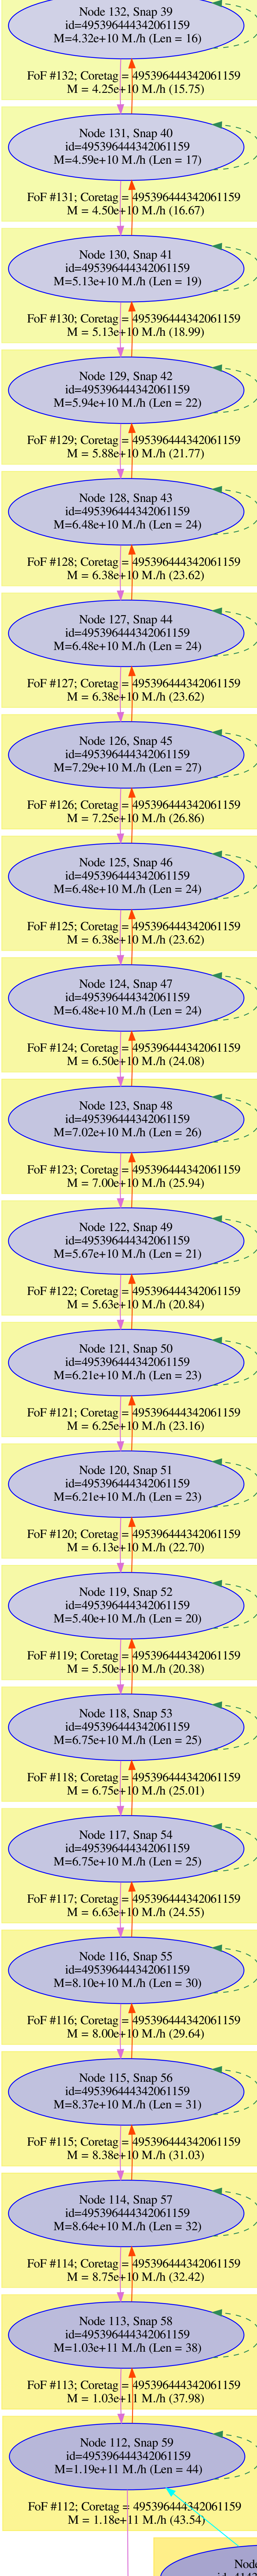 Node 132, Snap 39
id=495396444342061159
M=4.32e+10 M./h (Len = 16)
FoF #132; Coretag = 495396444342061159
M = 4.25e+10 M./h (15.75)
Node 131, Snap 40
id=495396444342061159
M=4.59e+10 M./h (Len = 17)
FoF #131; Coretag = 495396444342061159
M = 4.50e+10 M./h (16.67)
Node 130, Snap 41
id=495396444342061159
M=5.13e+10 M./h (Len = 19)
FoF #130; Coretag = 495396444342061159
M = 5.13e+10 M./h (18.99)
Node 129, Snap 42
id=495396444342061159
M=5.94e+10 M./h (Len = 22)
FoF #129; Coretag = 495396444342061159
M = 5.88e+10 M./h (21.77)
Node 128, Snap 43
id=495396444342061159
M=6.48e+10 M./h (Len = 24)
FoF #128; Coretag = 495396444342061159
M = 6.38e+10 M./h (23.62)
Node 127, Snap 44
id=495396444342061159
M=6.48e+10 M./h (Len = 24)
FoF #127; Coretag = 495396444342061159
M = 6.38e+10 M./h (23.62)
Node 126, Snap 45
id=495396444342061159
M=7.29e+10 M./h (Len = 27)
FoF #126; Coretag = 495396444342061159
M = 7.25e+10 M./h (26.86)
Node 125, Snap 46
id=495396444342061159
M=6.48e+10 M./h (Len = 24)
FoF #125; Coretag = 495396444342061159
M = 6.38e+10 M./h (23.62)
Node 124, Snap 47
id=495396444342061159
M=6.48e+10 M./h (Len = 24)
FoF #124; Coretag = 495396444342061159
M = 6.50e+10 M./h (24.08)
Node 123, Snap 48
id=495396444342061159
M=7.02e+10 M./h (Len = 26)
FoF #123; Coretag = 495396444342061159
M = 7.00e+10 M./h (25.94)
Node 122, Snap 49
id=495396444342061159
M=5.67e+10 M./h (Len = 21)
FoF #122; Coretag = 495396444342061159
M = 5.63e+10 M./h (20.84)
Node 121, Snap 50
id=495396444342061159
M=6.21e+10 M./h (Len = 23)
FoF #121; Coretag = 495396444342061159
M = 6.25e+10 M./h (23.16)
Node 120, Snap 51
id=495396444342061159
M=6.21e+10 M./h (Len = 23)
FoF #120; Coretag = 495396444342061159
M = 6.13e+10 M./h (22.70)
Node 119, Snap 52
id=495396444342061159
M=5.40e+10 M./h (Len = 20)
FoF #119; Coretag = 495396444342061159
M = 5.50e+10 M./h (20.38)
Node 118, Snap 53
id=495396444342061159
M=6.75e+10 M./h (Len = 25)
FoF #118; Coretag = 495396444342061159
M = 6.75e+10 M./h (25.01)
Node 117, Snap 54
id=495396444342061159
M=6.75e+10 M./h (Len = 25)
FoF #117; Coretag = 495396444342061159
M = 6.63e+10 M./h (24.55)
Node 116, Snap 55
id=495396444342061159
M=8.10e+10 M./h (Len = 30)
FoF #116; Coretag = 495396444342061159
M = 8.00e+10 M./h (29.64)
Node 115, Snap 56
id=495396444342061159
M=8.37e+10 M./h (Len = 31)
FoF #115; Coretag = 495396444342061159
M = 8.38e+10 M./h (31.03)
Node 114, Snap 57
id=495396444342061159
M=8.64e+10 M./h (Len = 32)
FoF #114; Coretag = 495396444342061159
M = 8.75e+10 M./h (32.42)
Node 113, Snap 58
id=495396444342061159
M=1.03e+11 M./h (Len = 38)
FoF #113; Coretag = 495396444342061159
M = 1.03e+11 M./h (37.98)
Node 112, Snap 59
id=495396444342061159
M=1.19e+11 M./h (Len = 44)
FoF #112; Coretag = 495396444342061159
M = 1.18e+11 M./h (43.54)